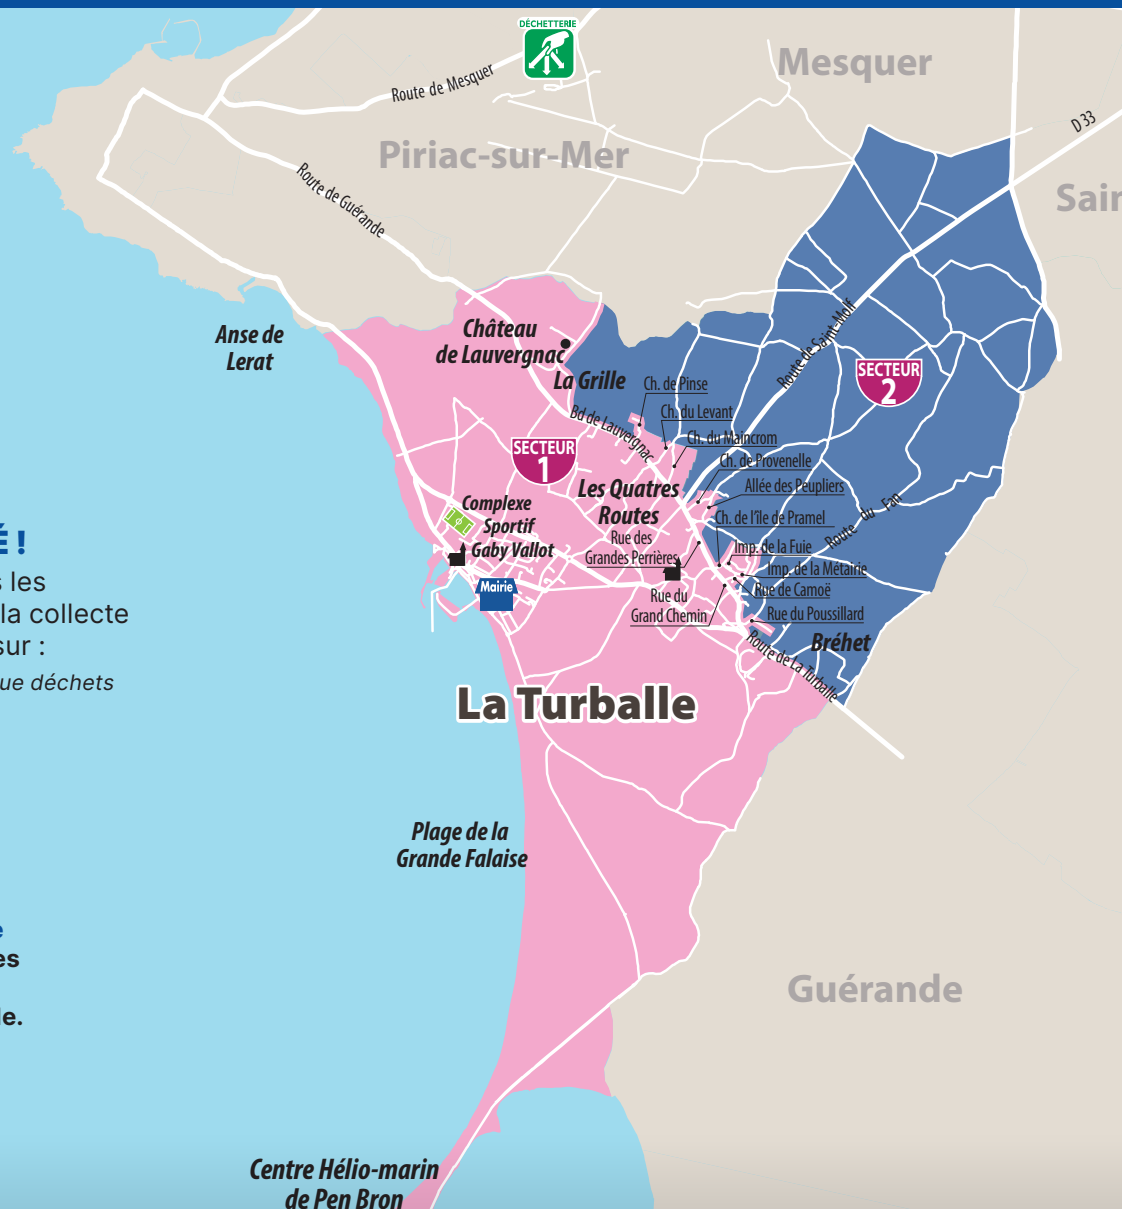 DÉCHETTERIE
Mesquer
Route de Mesquer
D 33
Piriac-sur-Mer
Route de Guérande
Anse de
Lerat
Château
de Lauvergnac
La Grille
Ch. de Pinse
Route de Saint-Molf
SECTEUR
2
Bd de Lauvergnac
Ch. du Levant
Ch. du Maincrom
SECTEUR
1
Ch. de Provenelle
Les Quatres
Routes
Allée des Peupliers
Complexe
Sportif
Gaby Vallot
Ch. de l'île de Pramel
Route du Fan
Rue des
Grandes Perrières
Imp. de la Fuie
Imp. de la Métairie
Mairie
Rue de Camoë
Rue du
Grand Chemin
Rue du Poussillard
Bréhet
Route de La Turballe
É !
les
la collecte
sur :
ue déchets
La Turballe
Plage de la
Grande Falaise
e
es
le.
Guérande
Centre Hélio-marin
de Pen Bron